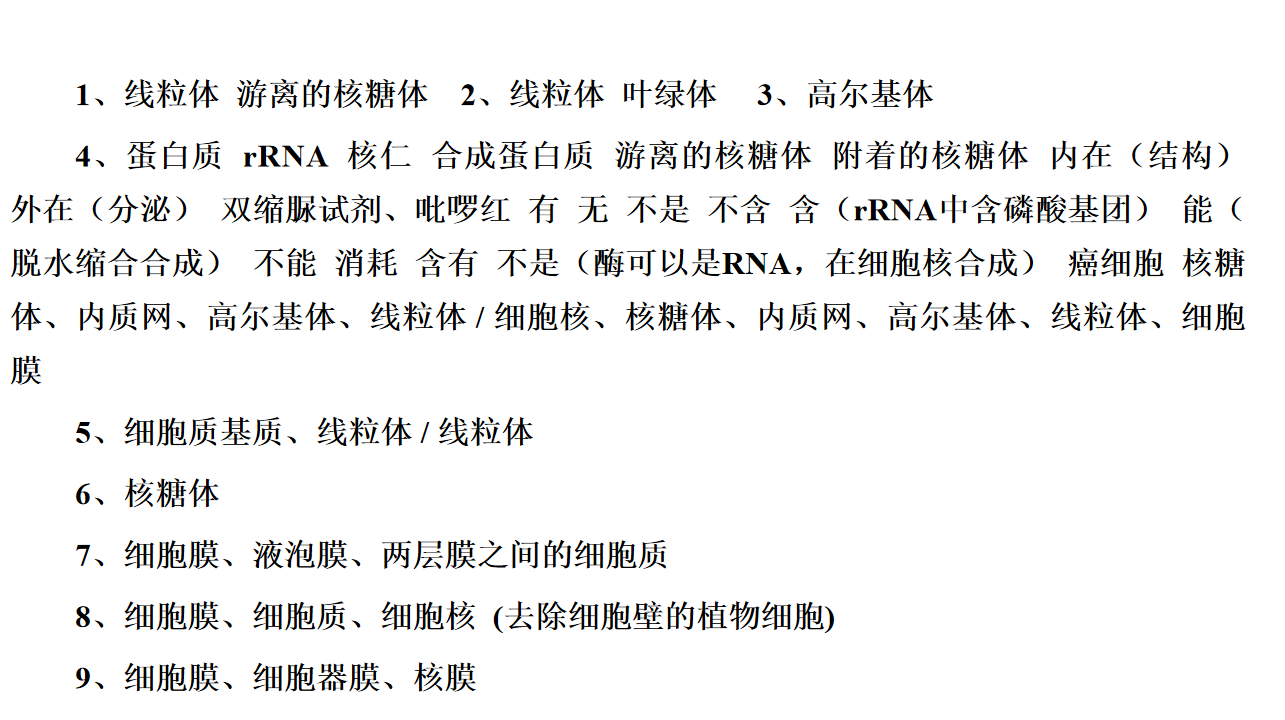 1、线粒体  游离的核糖体    2、线粒体  叶绿体     3、高尔基体
4、蛋白质  rRNA  核仁  合成蛋白质  游离的核糖体  附着的核糖体  内在（结构）
外在（分泌）  双缩脲试剂、吡啰红  有  无  不是  不含  含（rRNA中含磷酸基团）  能（
脱水缩合合成）  不能  消耗  含有  不是（酶可以是RNA，在细胞核合成）  癌细胞  核糖
体、内质网、高尔基体、线粒体 / 细胞核、核糖体、内质网、高尔基体、线粒体、细胞
膜
5、细胞质基质、线粒体 / 线粒体
6、核糖体
7、细胞膜、液泡膜、两层膜之间的细胞质
8、细胞膜、细胞质、细胞核  (去除细胞壁的植物细胞)
9、细胞膜、细胞器膜、核膜